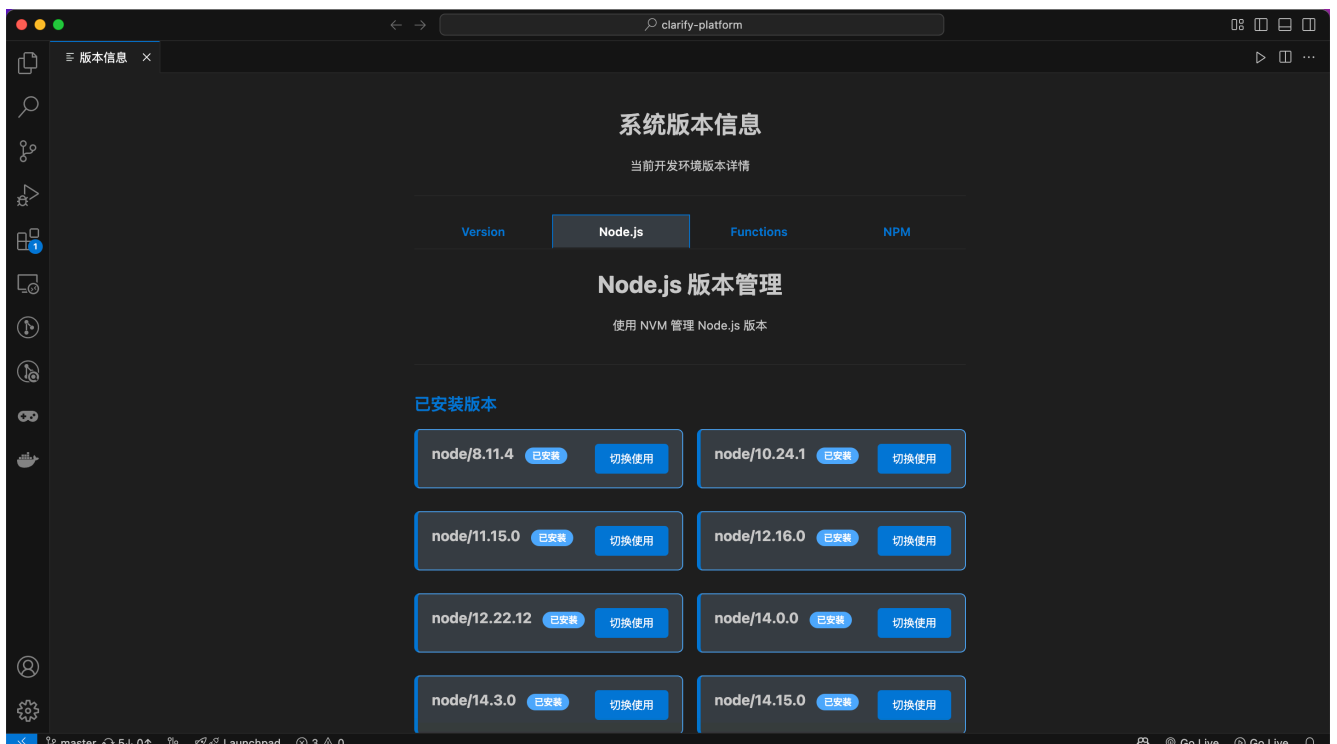 clarify-platform
版本信息
系统版本信息
当前开发环境版本详情
Version Node.js Functions NPM
Node.js 版本管理
使用 NVM 管理 Node.js 版本
已安装版本
node/8.11.4 已安装 切换使用 node/10.24.1 已安装 切换使用
node/11.15.0 已安装 切换使用 node/12.16.0 已安装 切换使用
1
node/12.22.12 已安装 切换使用 node/14.0.0 已安装 切换使用
node/14.3.0 已安装 切换使用 node/14.15.0 已安装 切换使用
master 5↓ 0↑ Launchpad 3 0 Go Live Go Live